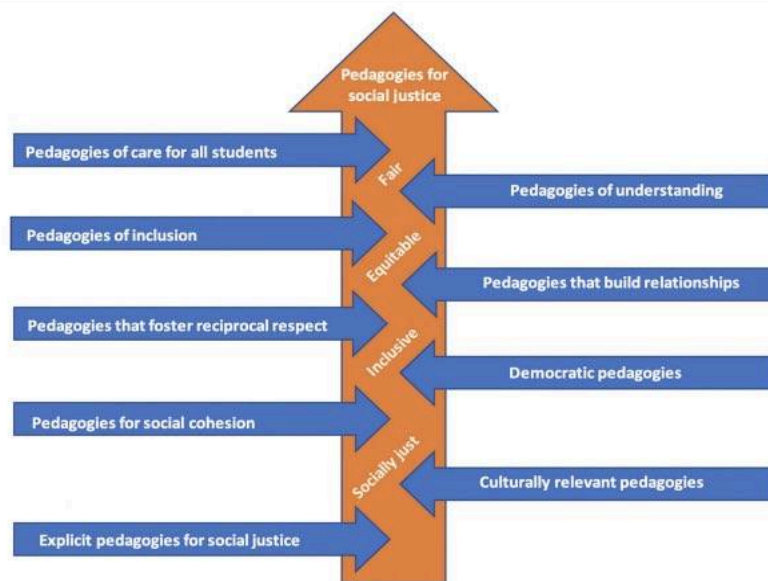 Pedagogies for
social justice
Pedagogies of care for all students
Fair
Pedagogies of understanding
Pedagogies of inclusion
Equitable
Pedagogies that build relationships
Pedagogies that foster reciprocal respect
Inclusive
Democratic pedagogies
Pedagogies for social cohesion
Socially just
Culturally relevant pedagogies
Explicit pedagogies for social justice